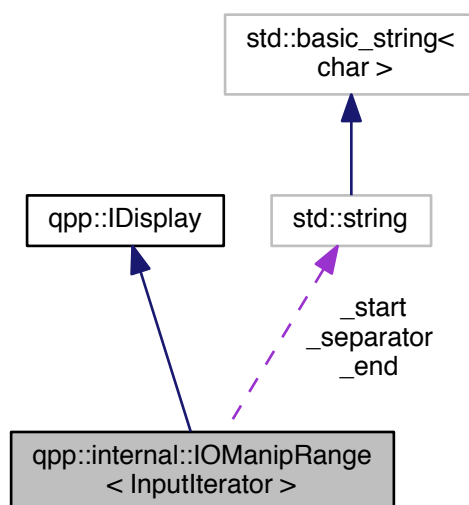 std::basic_string<
char >
qpp::IDisplay
std::string
_start
_separator
_end
qpp::internal::IOManipRange
< InputIterator >